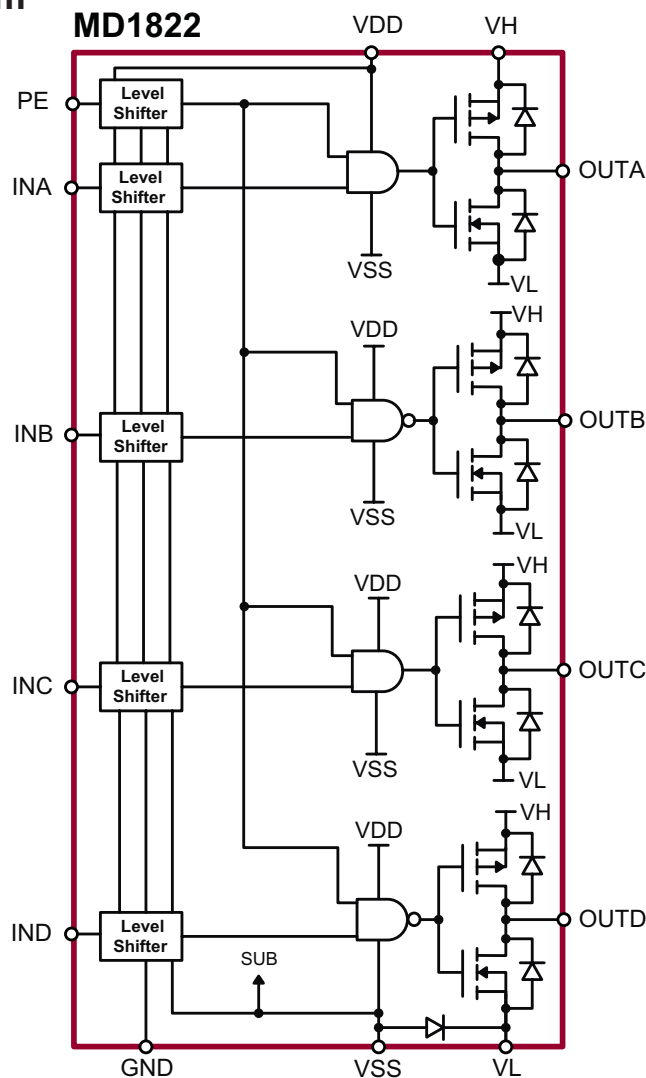 MD1822
VDD
VH
PE
Level
Shifter
INA
Level
Shifter
OUTA
VSS
VL
VH
VDD
INB
Level
Shifter
OUTB
VSS
VL
VH
VDD
INC
Level
Shifter
OUTC
VSS
VL
VH
VDD
IND
Level
Shifter
OUTD
SUB
GND
VSS
VL